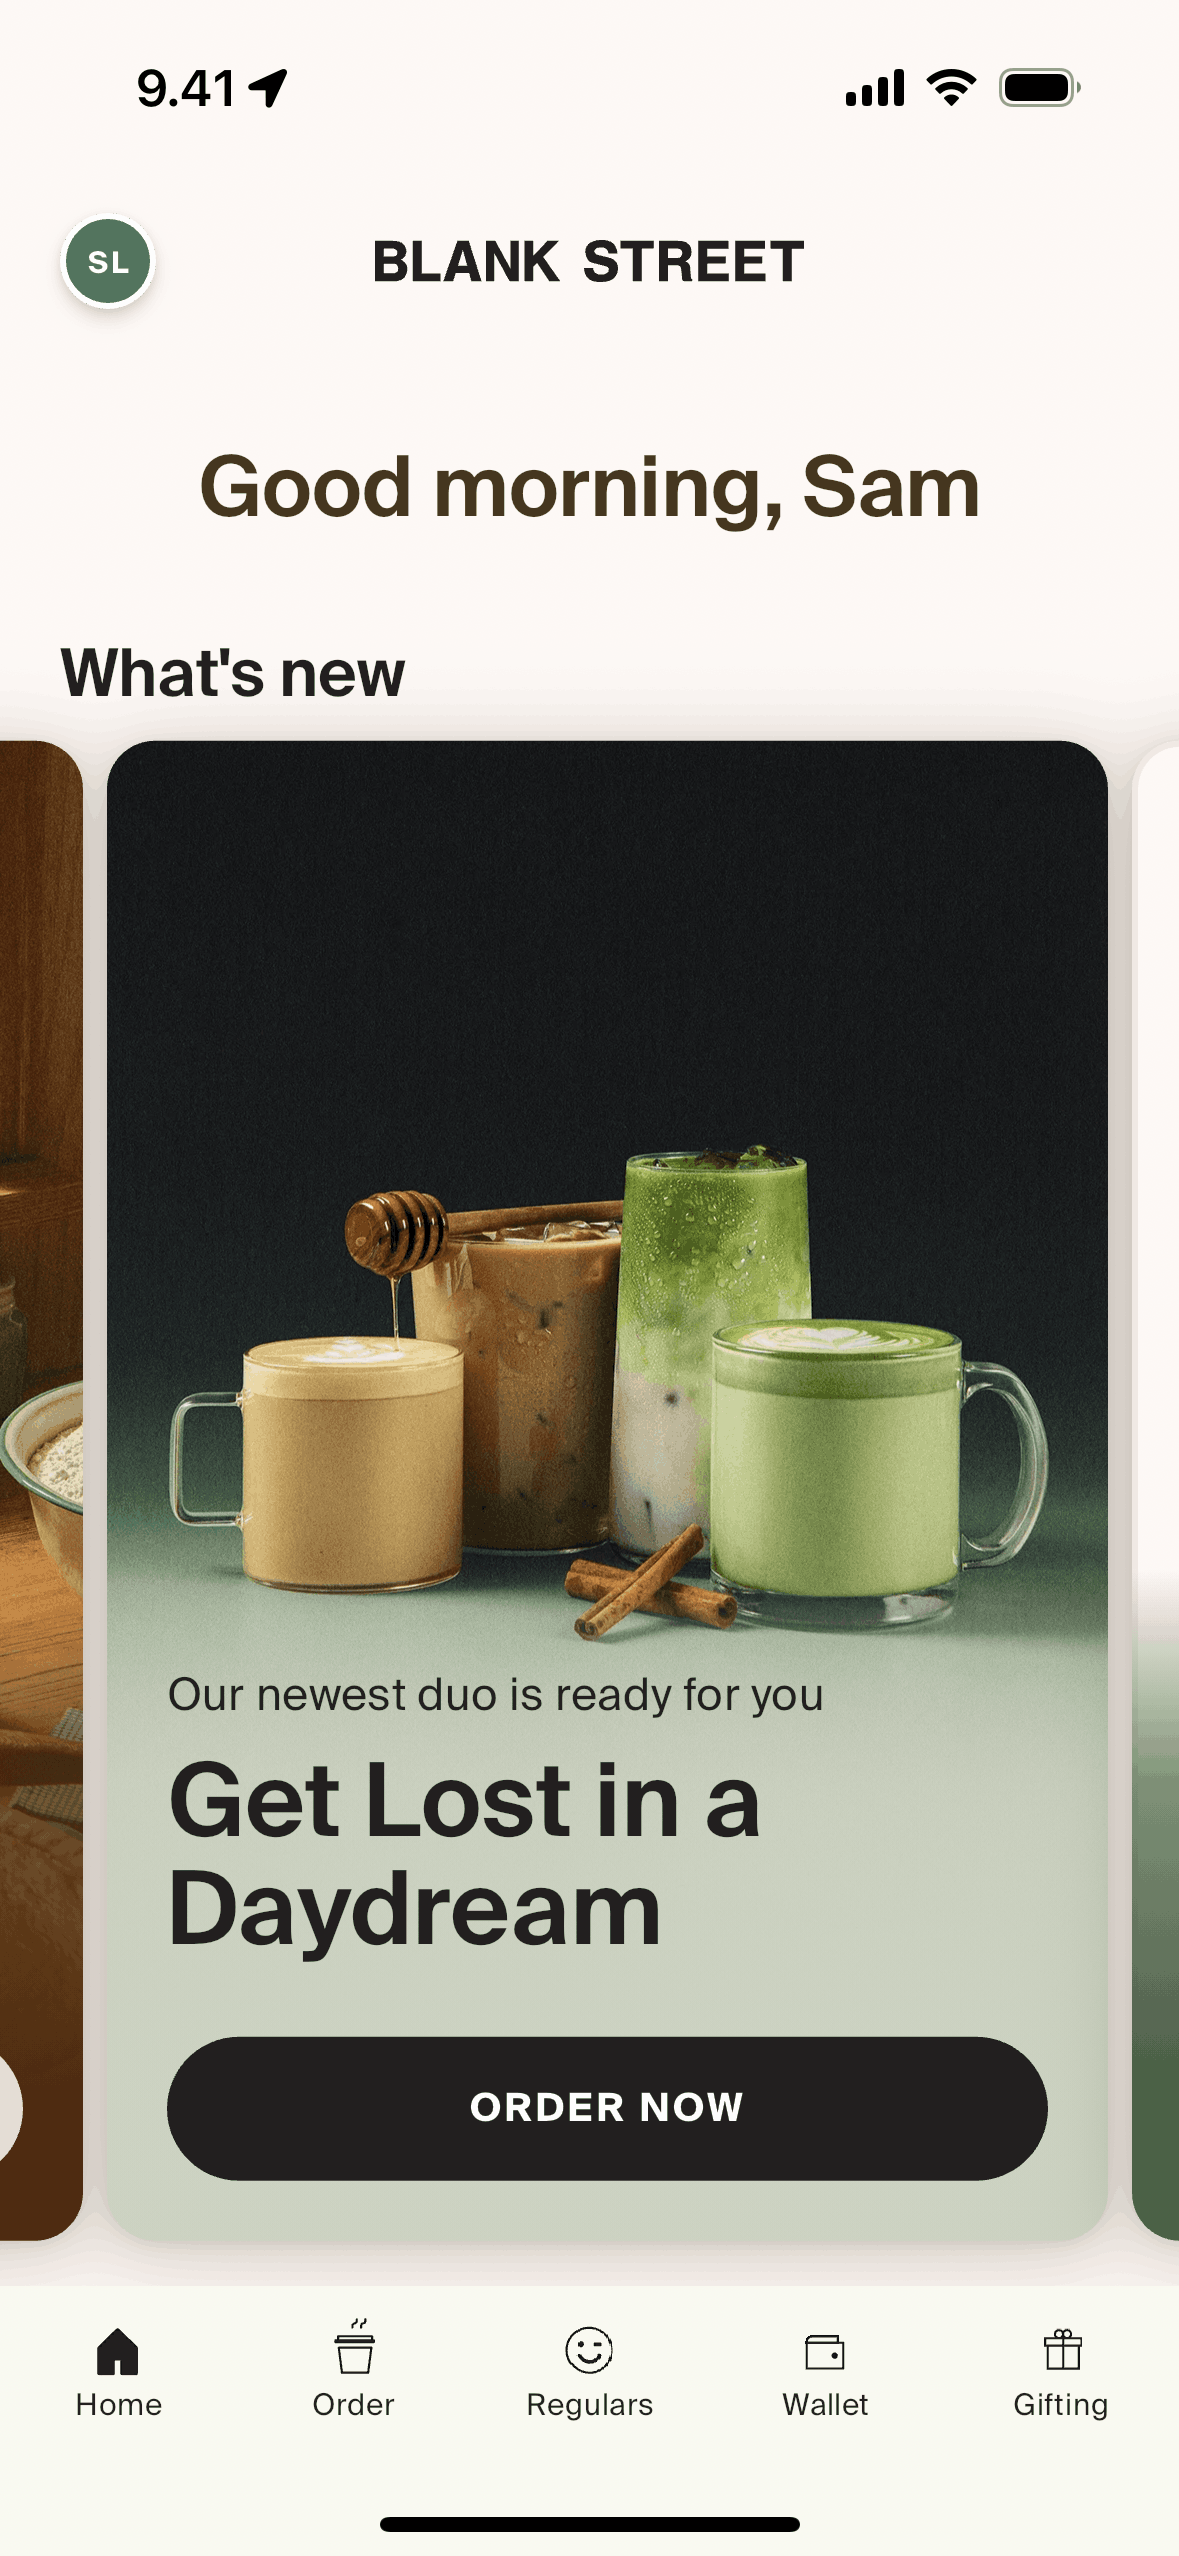 9.41
SL
BLANK STREET
Good morning, Sam
What's new
Our newest duo is ready for you
Get Lost in a
Daydream
ORDER NOW
Home
Order
Regulars
Wallet
Gifting